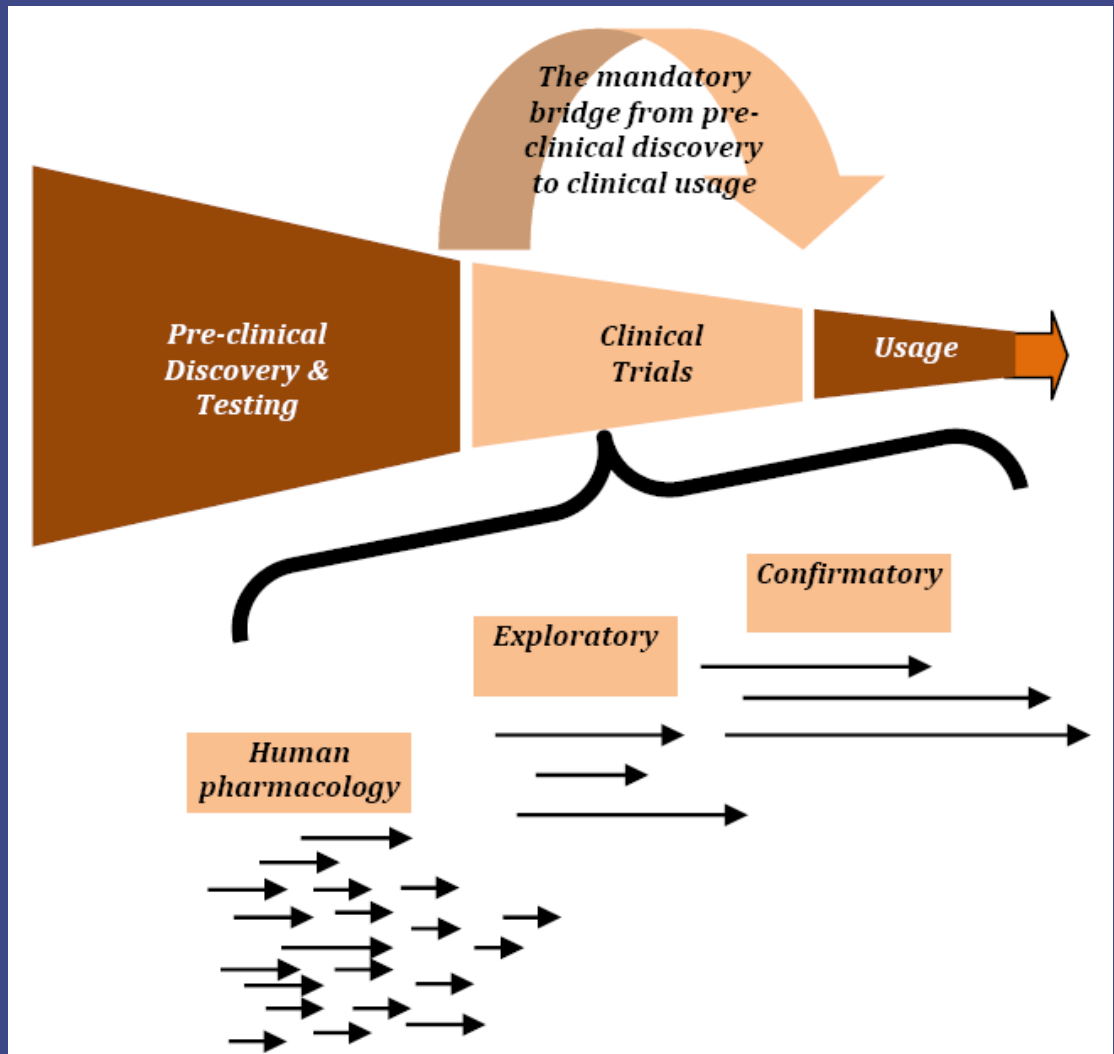 The mandatory
bridge from pre-
clinical discovery
to clinical usage
Pre-clinical
Discovery &
Testing
Clinical
Trials
Usage
Confirmatory
Exploratory
Human
pharmacology